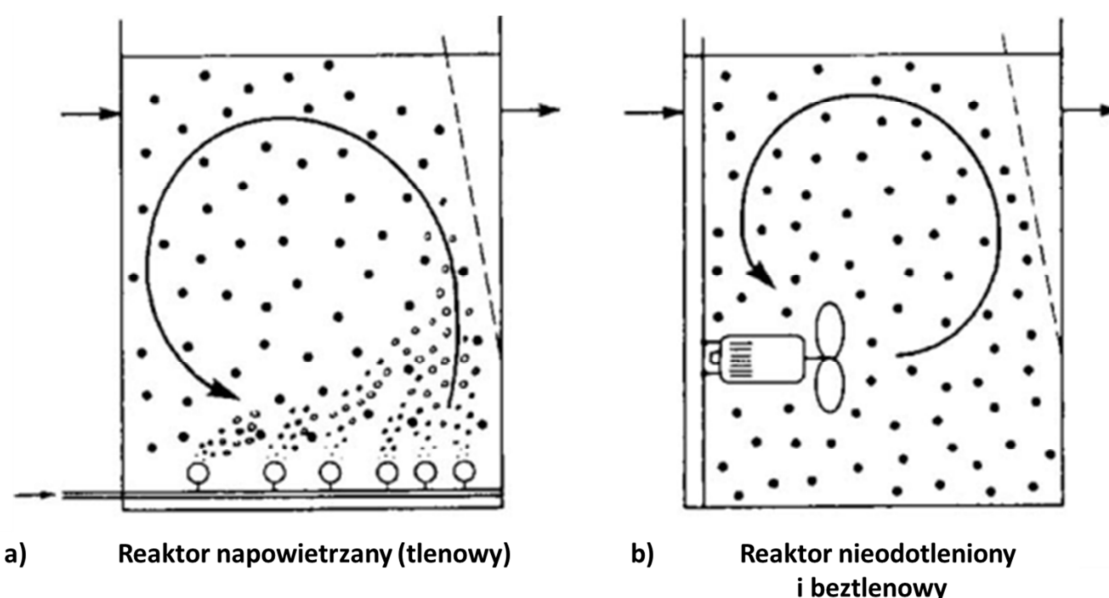 a) Reaktor napowietrzany (tlenowy)
b) Reaktor nieodotleniony
i beztlenowy